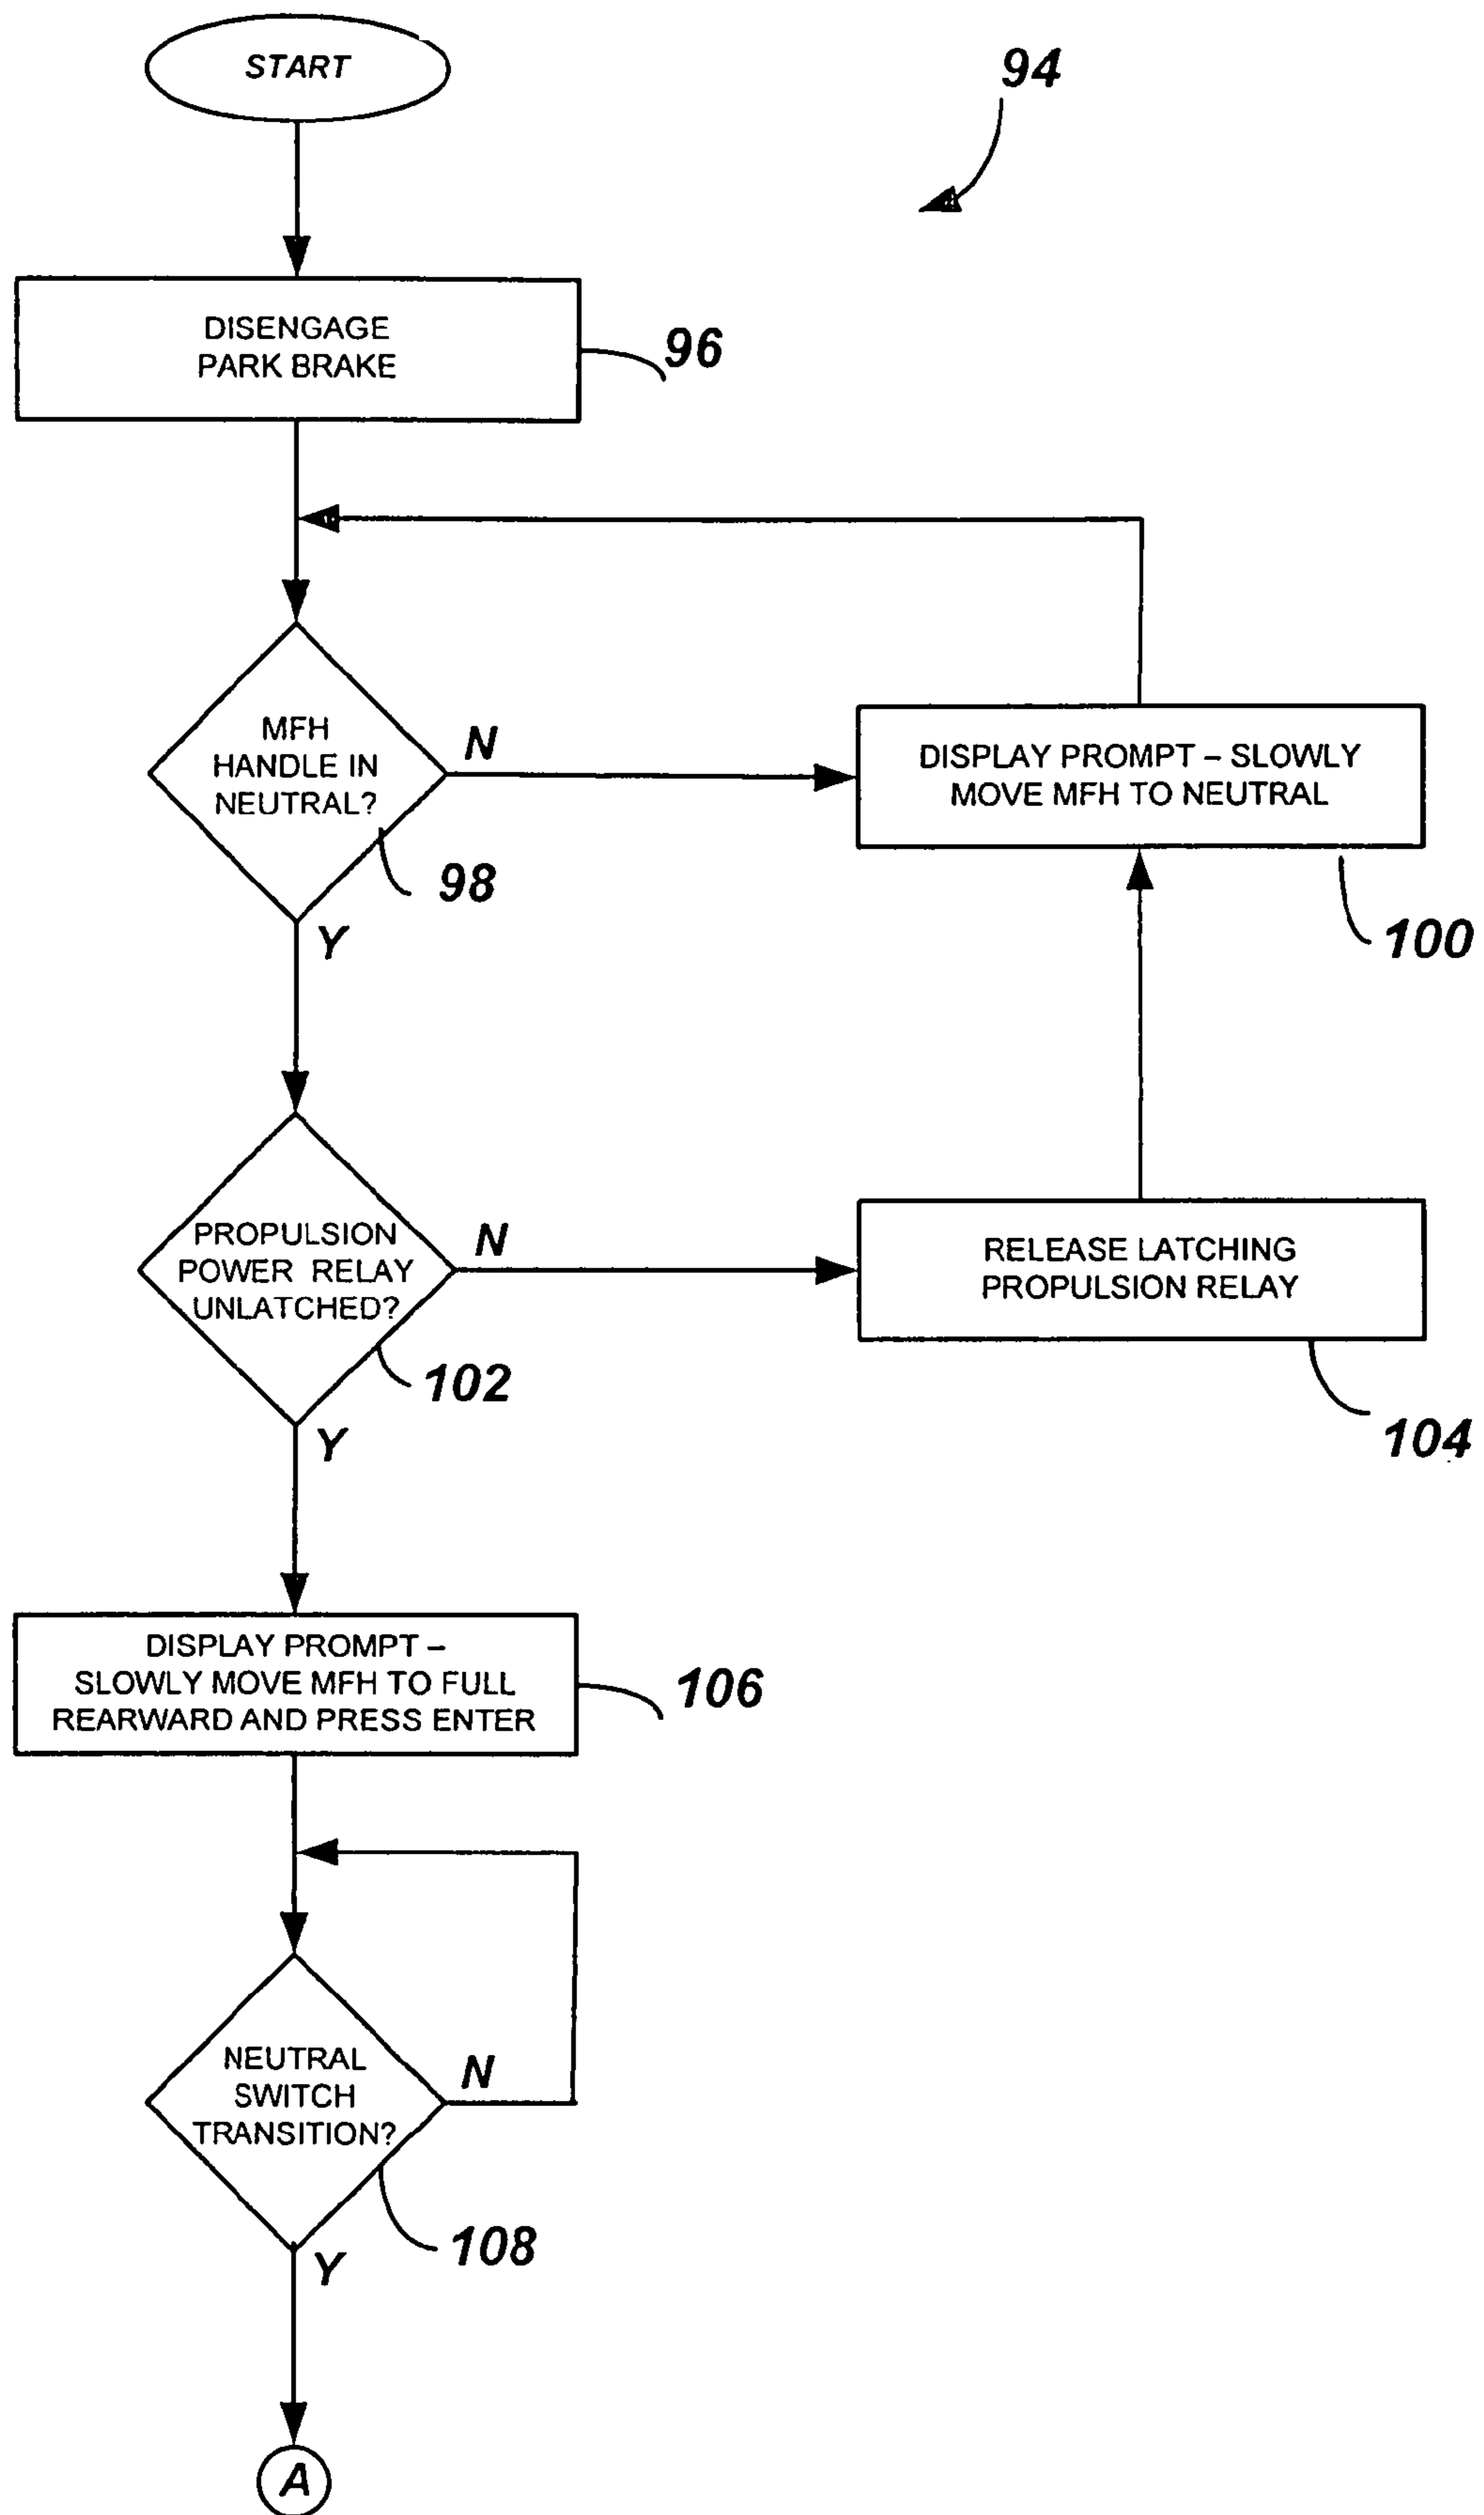 START
94
DISENGAGE
PARK BRAKE
96
MFH
HANDLE IN
NEUTRAL?
N
98
Y
DISPLAY PROMPT – SLOWLY
MOVE MFH TO NEUTRAL
100
PROPULSION
POWER RELAY
UNLATCHED?
N
102
Y
RELEASE LATCHING
PROPULSION RELAY
104
DISPLAY PROMPT –
SLOWLY MOVE MFH TO FULL
REARWARD AND PRESS ENTER
106
NEUTRAL
SWITCH
TRANSITION?
N
108
Y
A